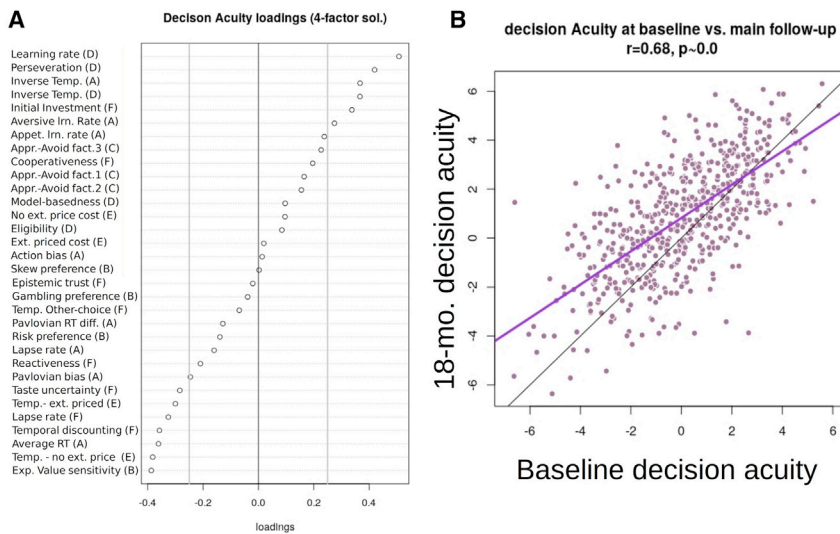 A
Decison Acuity loadings (4-factor sol.)
Learning rate (D)
Perseveration (D)
Inverse Temp. (A)
Inverse Temp. (D)
Initial Investment (F)
Aversive lrn. Rate (A)
Appet. lrn. rate (A)
Appr.-Avoid fact.3 (C)
Cooperativeness (F)
Appr.-Avoid fact.1 (C)
Appr.-Avoid fact.2 (C)
Model-basedness (D)
No ext. price cost (E)
Eligibility (D)
Ext. priced cost (E)
Action bias (A)
Skew preference (B)
Epistemic trust (F)
Gambling preference (B)
Temp. Other-choice (F)
Pavlovian RT diff. (A)
Risk preference (B)
Lapse rate (A)
Reactiveness (F)
Pavlovian bias (A)
Taste uncertainty (F)
Temp.- ext. priced (E)
Lapse rate (F)
Temporal discounting (F)
Average RT (A)
Temp. - no ext. price (E)
Exp. Value sensitivity (B)
-0.4 -0.2 0.0 0.2 0.4
loadings
B
decision Acuity at baseline vs. main follow-up
r=0.68, p~0.0
18-mo. decision acuity
6
4
2
0
-2
-4
-6
-6 -4 -2 0 2 4 6
Baseline decision acuity